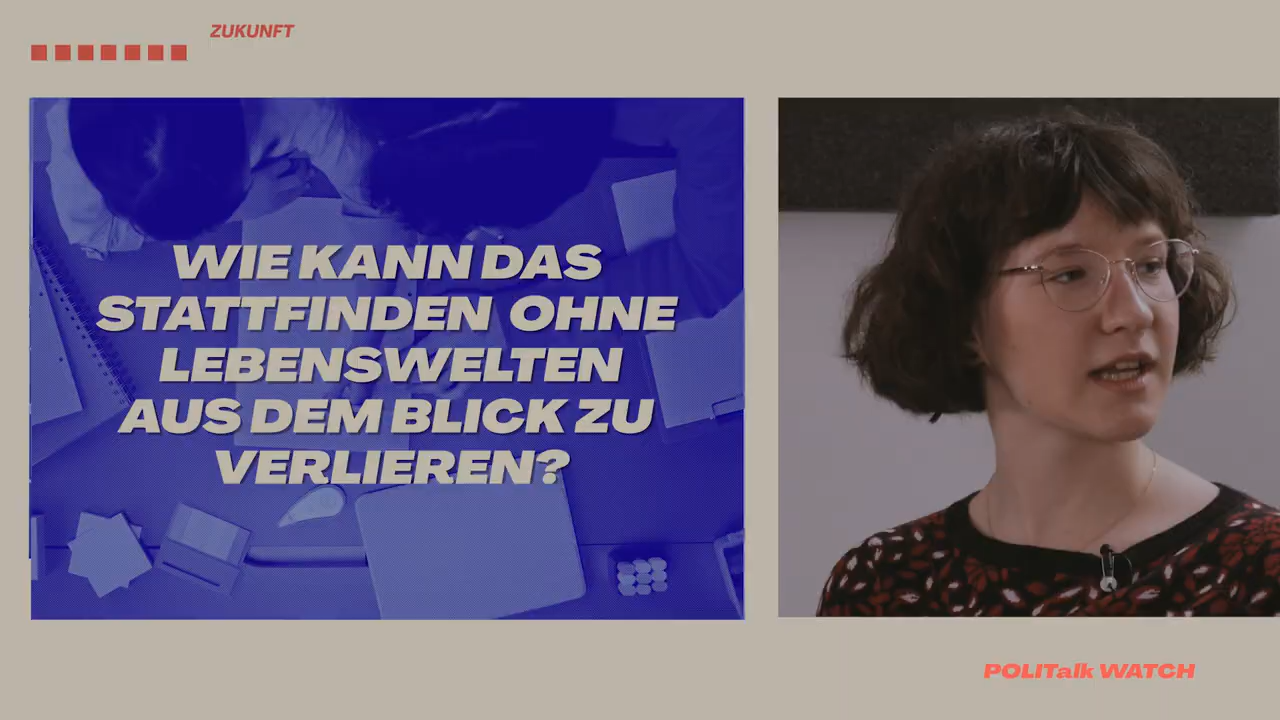 ZUKUNFT
WIE KANN DAS
STATTFINDEN OHNE
LEBENSWELTEN
AUS DEM BLICK ZU
VERLIEREN?
POLITalk WATCH